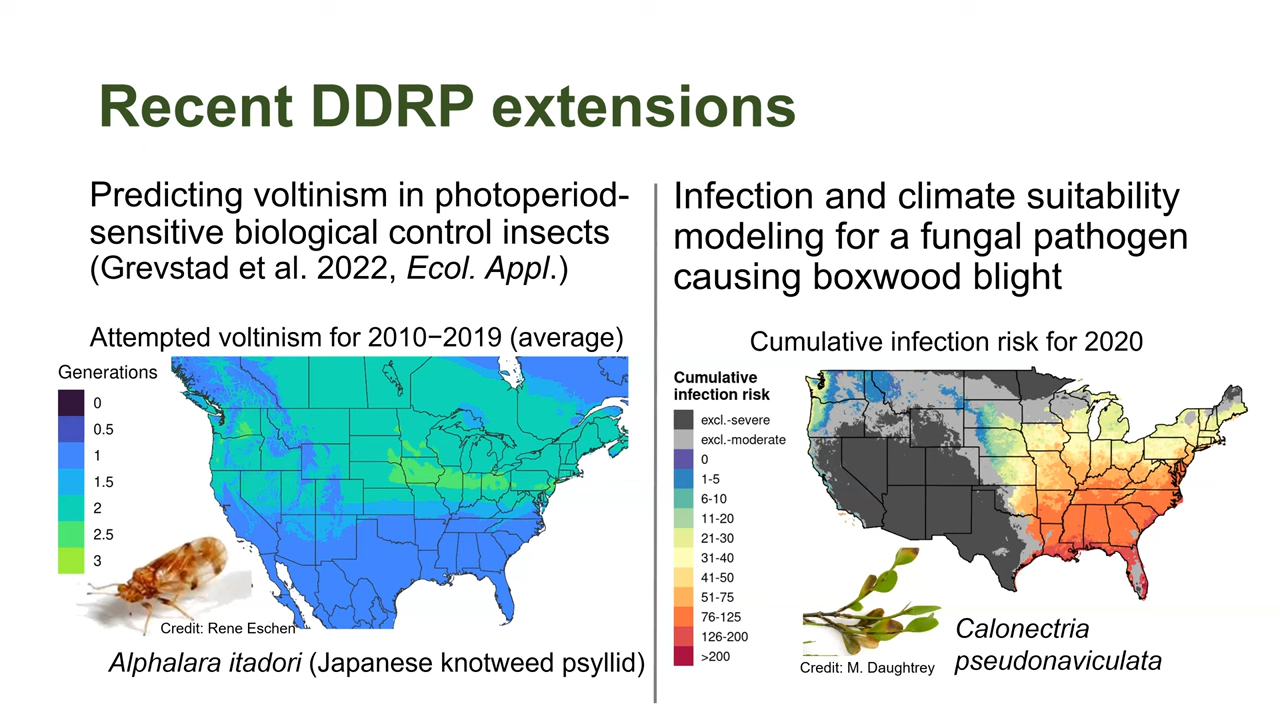 Recent DDRP extensions
Predicting voltinism in photoperiod-
sensitive biological control insects
(Grevstad et al. 2022, Ecol. Appl.)
Attempted voltinism for 2010−2019 (average)
Generations
0
0.5
1
1.5
2
2.5
3
Credit: Rene Eschen
Alphalara itadori (Japanese knotweed psyllid)
Infection and climate suitability
modeling for a fungal pathogen
causing boxwood blight
Cumulative infection risk for 2020
Cumulative
infection risk
excl.-severe
excl.-moderate
0
1-5
6-10
11-20
21-30
31-40
41-50
51-75
76-125
126-200
>200
Credit: M. Daughtrey
Calonectria
pseudonaviculata